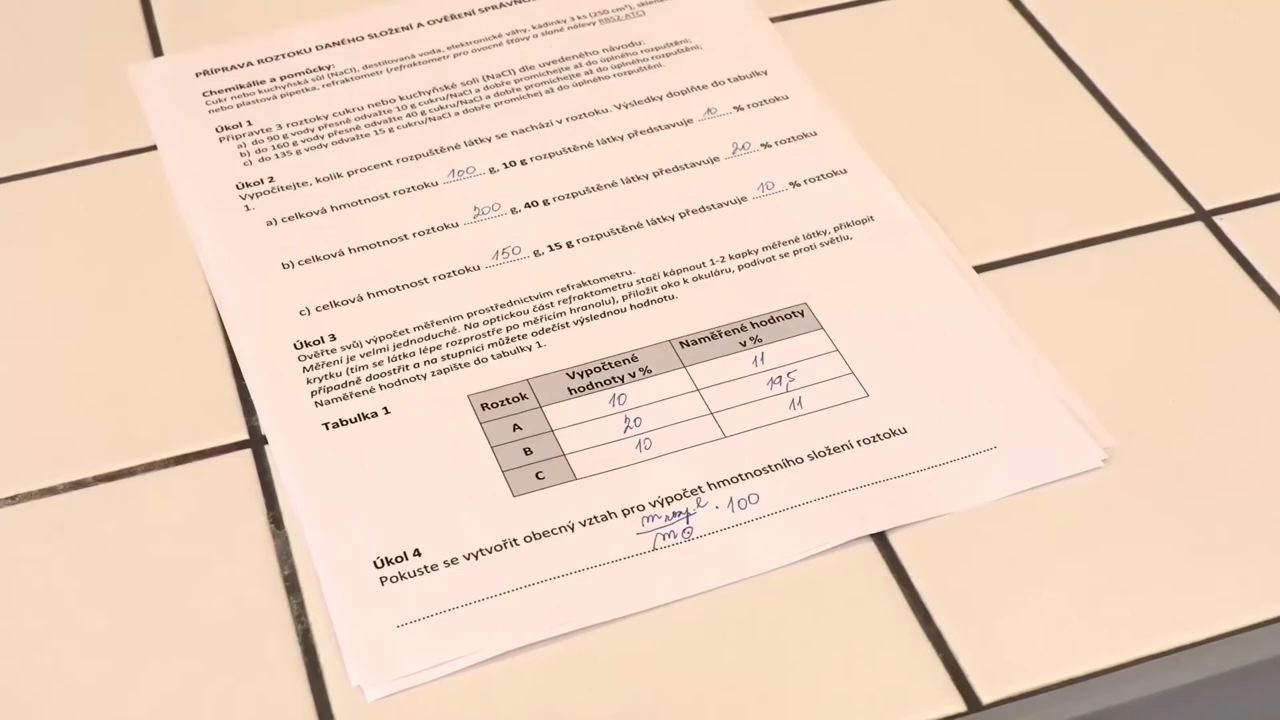 PŘÍPRAVA ROZTOKU DANÉHO SLOŽENÍ A OVĚŘENÍ
Chemikálie a pomůcky:
Cukr nebo kuchyňská sůl (NaCl), destilovaná voda, elektronické váhy, kádinky 3 ks (250 cm³),
nebo plastová pipetka, refraktometr (refraktometr pro ovocné šťávy a slané nálevy RBS2-ATC)
Úkol 1
Připravte 3 roztoky cukru nebo kuchyňské soli (NaCl) dle uvedeného návodu:
a) do 90 g vody přesně odvažte 10 g cukru/NaCl a dobře promíchejte až do úplného rozpuštění;
b) do 160 g vody přesně odvažte 40 g cukru/NaCl a dobře promíchejte až do úplného rozpuštění;
c) do 135 g vody odvažte 15 g cukru/NaCl a dobře promíchej až do úplného rozpuštění.
Úkol 2
Vypočítejte, kolik procent rozpuštěné látky se nachází v roztoku. Výsledky doplňte do tabulky
1.
a) celková hmotnost roztoku 100 g, 10 g rozpuštěné látky představuje 10 % roztoku
b) celková hmotnost roztoku 200 g, 40 g rozpuštěné látky představuje 20 % roztoku
c) celková hmotnost roztoku 150 g, 15 g rozpuštěné látky představuje 10 % roztoku
Úkol 3
Ověřte svůj výpočet měřením prostřednictvím refraktometru.
Měření je velmi jednoduché. Na optickou část refraktometru stačí kápnout 1-2 kapky měřené látky, přiklopit
krytku (tím se látka lépe rozprostře po měřicím hranolu), přiložit oko k okuláru, podívat se proti světlu,
případně doostřit a na stupnici můžete odečíst výslednou hodnotu.
Naměřené hodnoty zapište do tabulky 1.
Tabulka 1
Roztok Vypočtené hodnoty v % Naměřené hodnoty v %
A 10 11
B 20 19,5
C 10 11
Úkol 4
Pokuste se vytvořit obecný vztah pro výpočet hmotnostního složení roztoku
· 100